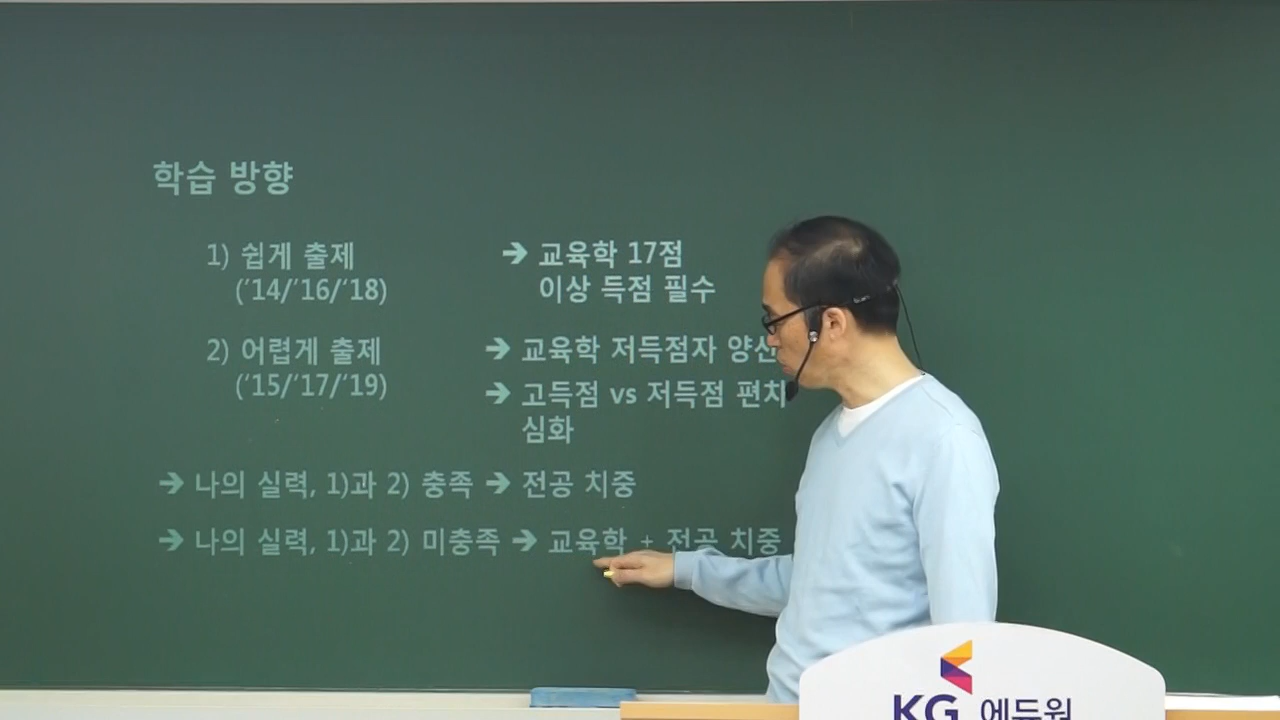 학습 방향
1) 쉽게 출제
('14/'16/'18)
➔ 교육학 17점
이상 득점 필수
2) 어렵게 출제
('15/'17/'19)
➔ 교육학 저득점자 양산
➔ 고득점 vs 저득점 편차
심화
➔ 나의 실력, 1)과 2) 충족 ➔ 전공 치중
➔ 나의 실력, 1)과 2) 미충족 ➔ 교육학 + 전공 치중
KG 에듀원